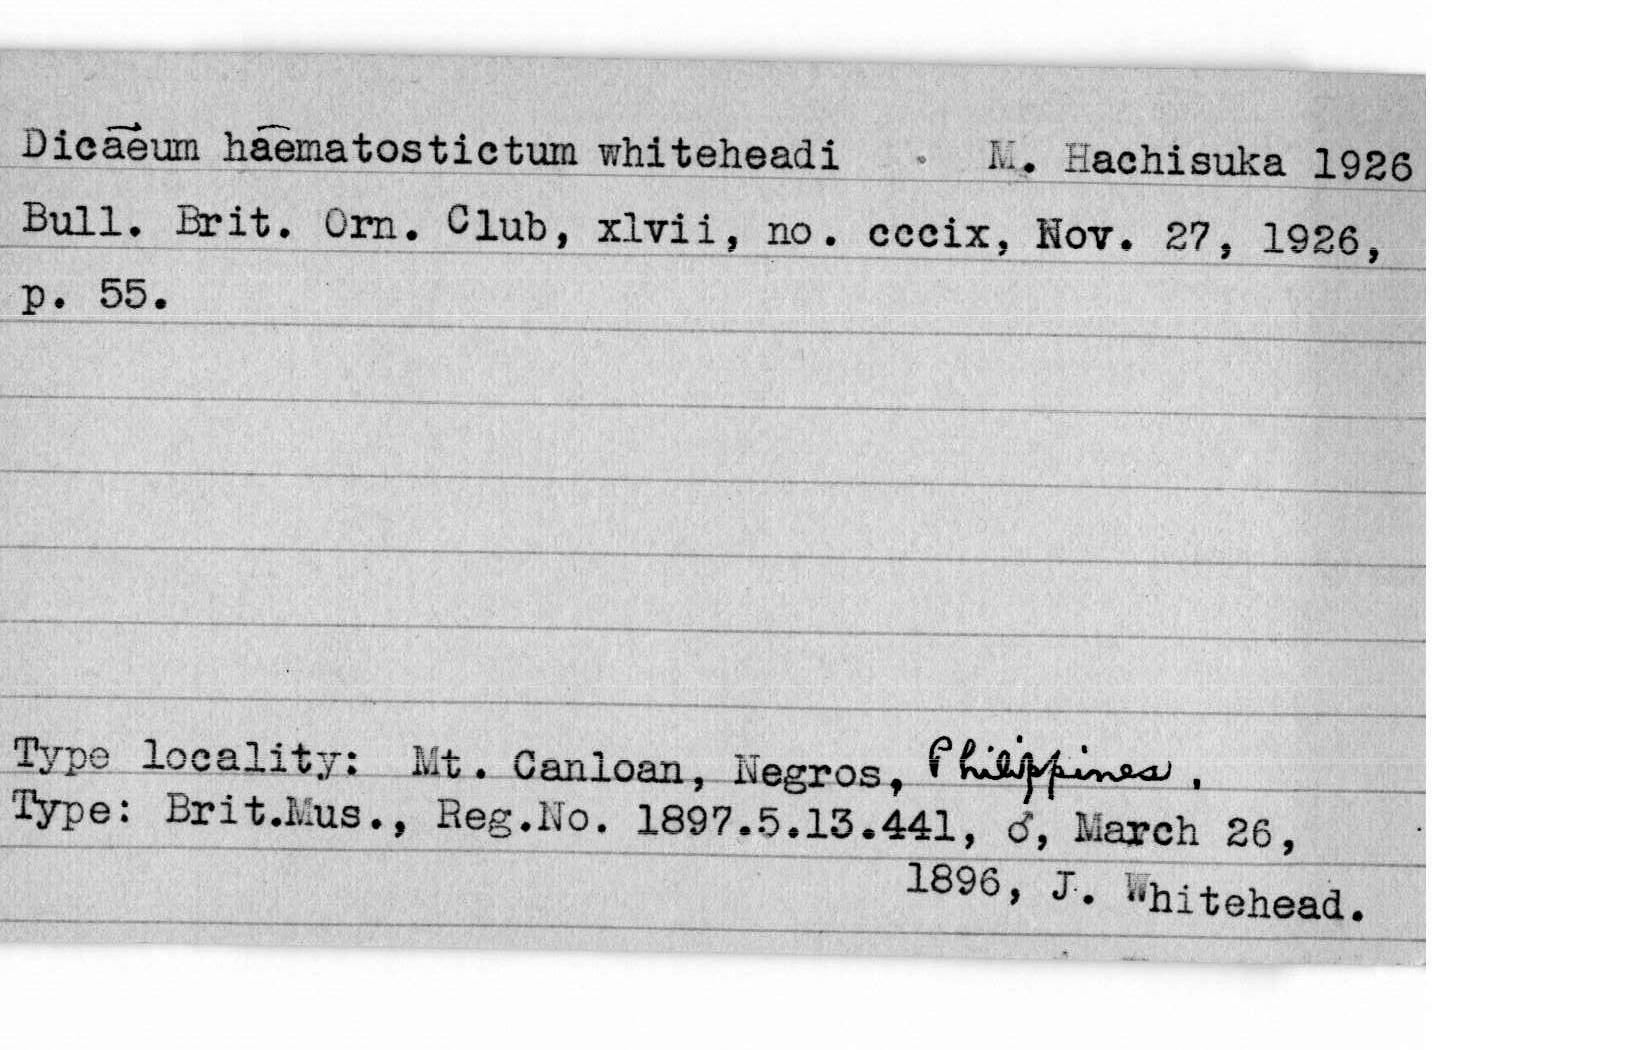 Dicaeum haematostictum whiteheadi . M. Hachisuka 1926
Bull. Brit. Orn. Club, xlvii, no. cccix, Nov. 27, 1926,
p. 55.
Type locality: Mt. Canloan, Negros, Philippines.
Type: Brit.Mus., Reg.No. 1897.5.13.441, ♂, March 26,
1896, J. Whitehead.